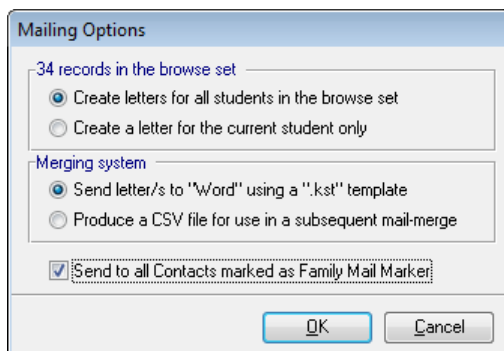 Mailing Options
34 records in the browse set
Create letters for all students in the browse set
Create a letter for the current student only
Merging system
Send letter/s to "Word" using a ".kst" template
Produce a CSV file for use in a subsequent mail-merge
Send to all Contacts marked as Family Mail Marker
OK Cancel